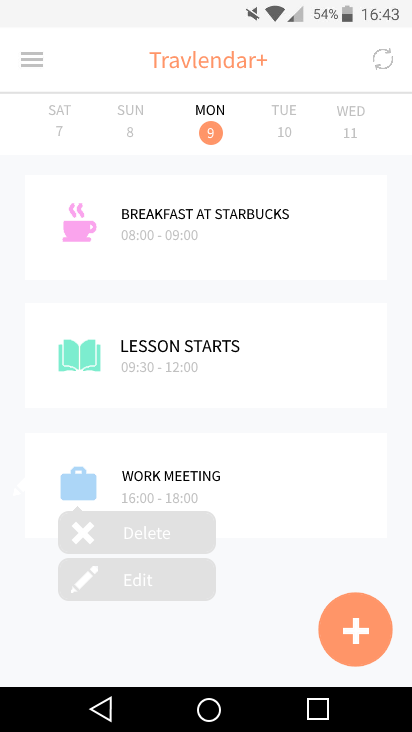 54% 16:43
Travlendar+
SAT SUN MON TUE WED
7 8 9 10 11
BREAKFAST AT STARBUCKS
08:00 - 09:00
LESSON STARTS
09:30 - 12:00
WORK MEETING
16:00 - 18:00
Delete
Edit